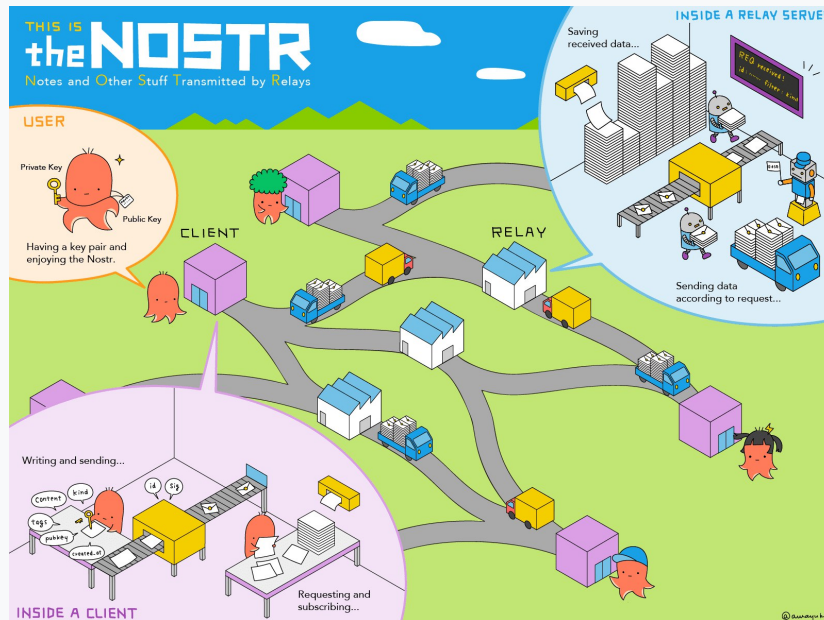 THIS IS
the NOSTR
Notes and Other Stuff Transmitted by Relays
USER
Private Key
Public Key
Having a key pair and
enjoying the Nostr.
CLIENT
RELAY
INSIDE A RELAY SERVE
Saving
received data...
REQ received!
Sending data
according to request...
Writing and sending...
content
kind
tags
pubkey
created_at
id
sig
Requesting and
subscribing...
INSIDE A CLIENT